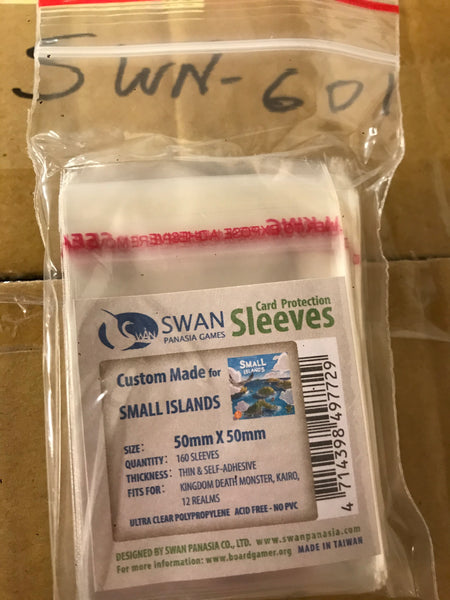 SWN-601
SWAN
PANASIA GAMES
Card Protection
Sleeves
SWAN
Custom Made for
SMALL ISLANDS
SMALL
ISLANDS
SIZE: 50mm X 50mm
QUANTITY: 160 SLEEVES
THICKNESS: THIN & SELF-ADHESIVE
FITS FOR: KINGDOM DEATH: MONSTER, KAIRO,
12 REALMS
ULTRA CLEAR POLYPROPYLENE ACID FREE - NO PVC
DESIGNED BY SWAN PANASIA CO., LTD. www.swanpanasia.com
For more information: www.boardgamer.org MADE IN TAIWAN
4 714398 497729